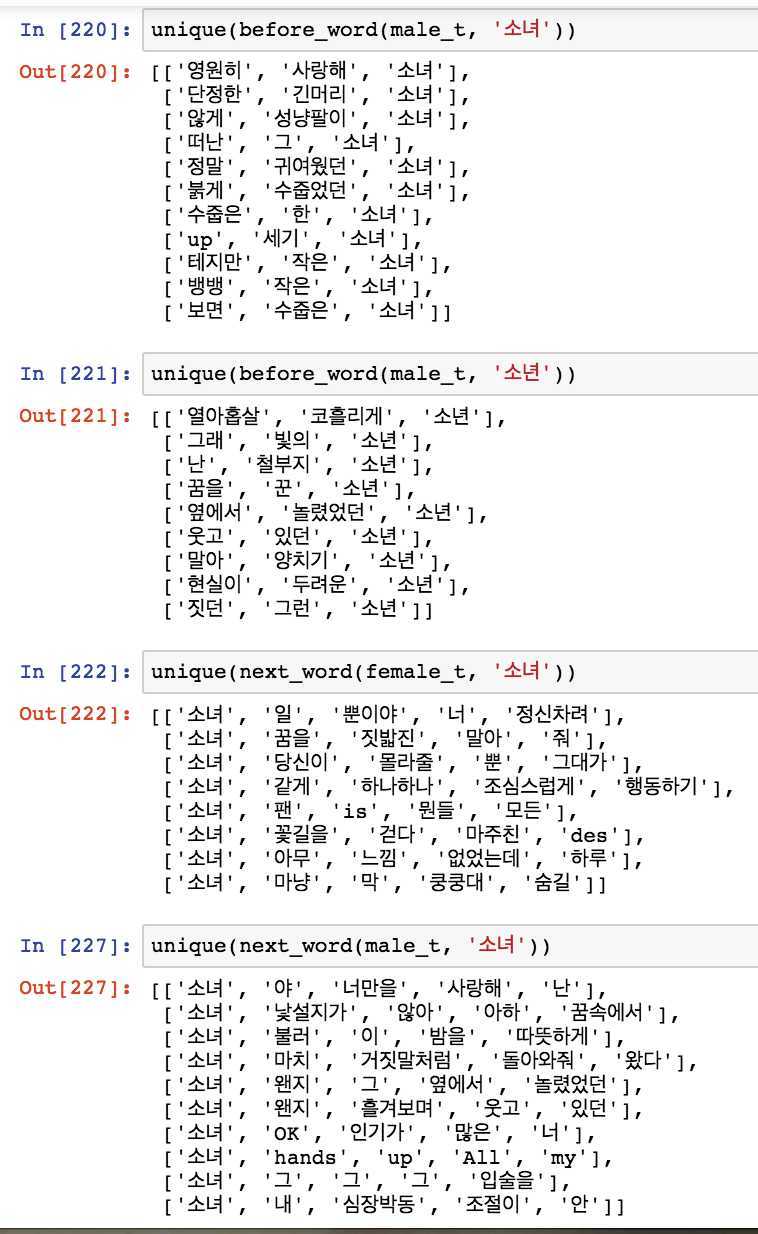 In [220]: unique(before_word(male_t, '소녀'))
Out[220]: [['영원히', '사랑해', '소녀'],
['단정한', '긴머리', '소녀'],
['않게', '성냥팔이', '소녀'],
['떠난', '그', '소녀'],
['정말', '귀여웠던', '소녀'],
['붉게', '수줍었던', '소녀'],
['수줍은', '한', '소녀'],
['up', '세기', '소녀'],
['테지만', '작은', '소녀'],
['뱅뱅', '작은', '소녀'],
['보면', '수줍은', '소녀']]
In [221]: unique(before_word(male_t, '소년'))
Out[221]: [['열아홉살', '코흘리게', '소년'],
['그래', '빛의', '소년'],
['난', '철부지', '소년'],
['꿈을', '꾼', '소년'],
['옆에서', '놀렸었던', '소년'],
['웃고', '있던', '소년'],
['말아', '양치기', '소년'],
['현실이', '두려운', '소년'],
['짓던', '그런', '소년']]
In [222]: unique(next_word(female_t, '소녀'))
Out[222]: [['소녀', '일', '뿐이야', '너', '정신차려'],
['소녀', '꿈을', '짓밟진', '말아', '줘'],
['소녀', '당신이', '몰라줄', '뿐', '그대가'],
['소녀', '같게', '하나하나', '조심스럽게', '행동하기'],
['소녀', '팬', 'is', '뭔들', '모든'],
['소녀', '꽃길을', '걷다', '마주친', 'des'],
['소녀', '아무', '느낌', '없었는데', '하루'],
['소녀', '마냥', '막', '쿵쿵대', '숨길']]
In [227]: unique(next_word(male_t, '소녀'))
Out[227]: [['소녀', '야', '너만을', '사랑해', '난'],
['소녀', '낯설지가', '않아', '아하', '꿈속에서'],
['소녀', '불러', '이', '밤을', '따뜻하게'],
['소녀', '마치', '거짓말처럼', '돌아와줘', '왔다'],
['소녀', '왠지', '그', '옆에서', '놀렸었던'],
['소녀', '왠지', '흘겨보며', '웃고', '있던'],
['소녀', 'OK', '인기가', '많은', '너'],
['소녀', 'hands', 'up', 'All', 'my'],
['소녀', '그', '그', '그', '입술을'],
['소녀', '내', '심장박동', '조절이', '안']]